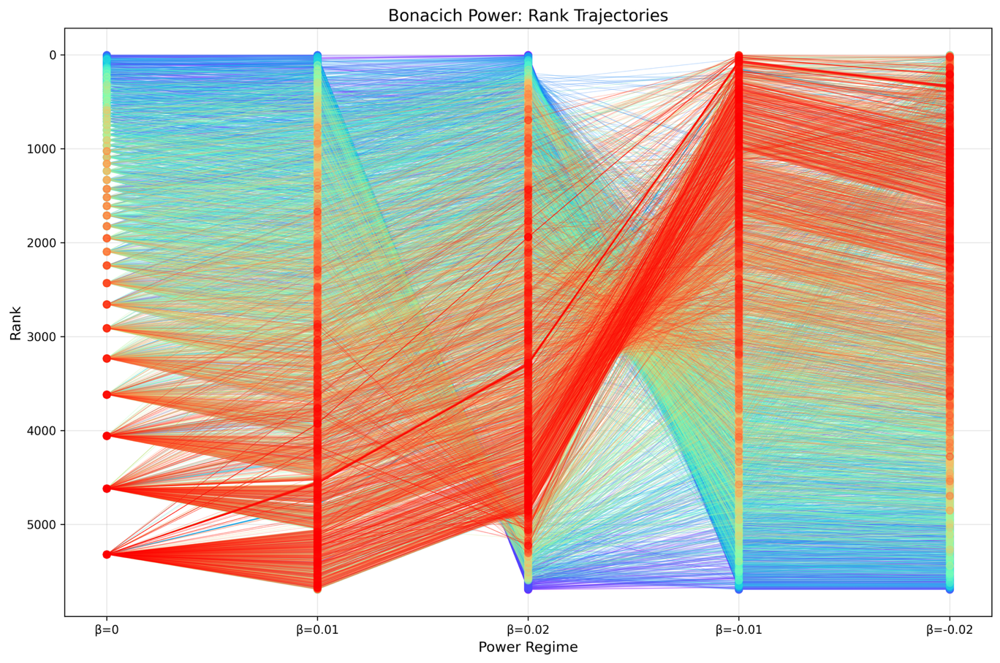 Bonacich Power: Rank Trajectories
0
1000
2000
3000
4000
5000
Rank
β=0
β=0.01
β=0.02
β=-0.01
β=-0.02
Power Regime